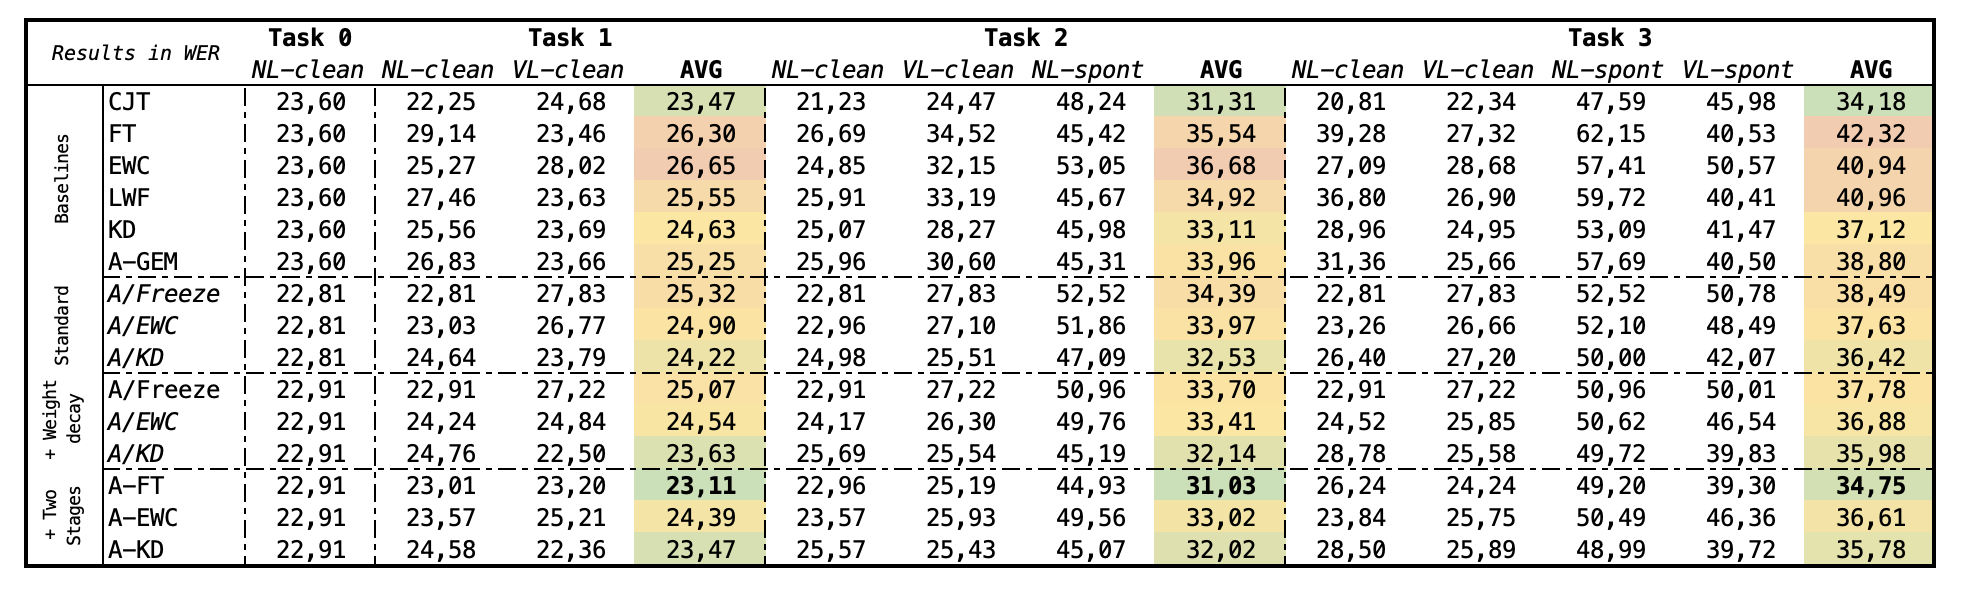 Results in WER Task 0 Task 1 Task 2 Task 3
NL-clean NL-clean VL-clean AVG NL-clean VL-clean NL-spont AVG NL-clean VL-clean NL-spont VL-spont AVG
Baselines
CJT 23,60 22,25 24,68 23,47 21,23 24,47 48,24 31,31 20,81 22,34 47,59 45,98 34,18
FT 23,60 29,14 23,46 26,30 26,69 34,52 45,42 35,54 39,28 27,32 62,15 40,53 42,32
EWC 23,60 25,27 28,02 26,65 24,85 32,15 53,05 36,68 27,09 28,68 57,41 50,57 40,94
LWF 23,60 27,46 23,63 25,55 25,91 33,19 45,67 34,92 36,80 26,90 59,72 40,41 40,96
KD 23,60 25,56 23,69 24,63 25,07 28,27 45,98 33,11 28,96 24,95 53,09 41,47 37,12
A-GEM 23,60 26,83 23,66 25,25 25,96 30,60 45,31 33,96 31,36 25,66 57,69 40,50 38,80
Standard
A/Freeze 22,81 22,81 27,83 25,32 22,81 27,83 52,52 34,39 22,81 27,83 52,52 50,78 38,49
A/EWC 22,81 23,03 26,77 24,90 22,96 27,10 51,86 33,97 23,26 26,66 52,10 48,49 37,63
A/KD 22,81 24,64 23,79 24,22 24,98 25,51 47,09 32,53 26,40 27,20 50,00 42,07 36,42
+ Weight
decay
A/Freeze 22,91 22,91 27,22 25,07 22,91 27,22 50,96 33,70 22,91 27,22 50,96 50,01 37,78
A/EWC 22,91 24,24 24,84 24,54 24,17 26,30 49,76 33,41 24,52 25,85 50,62 46,54 36,88
A/KD 22,91 24,76 22,50 23,63 25,69 25,54 45,19 32,14 28,78 25,58 49,72 39,83 35,98
+ Two
Stages
A-FT 22,91 23,01 23,20 23,11 22,96 25,19 44,93 31,03 26,24 24,24 49,20 39,30 34,75
A-EWC 22,91 23,57 25,21 24,39 23,57 25,93 49,56 33,02 23,84 25,75 50,49 46,36 36,61
A-KD 22,91 24,58 22,36 23,47 25,57 25,43 45,07 32,02 28,50 25,89 48,99 39,72 35,78